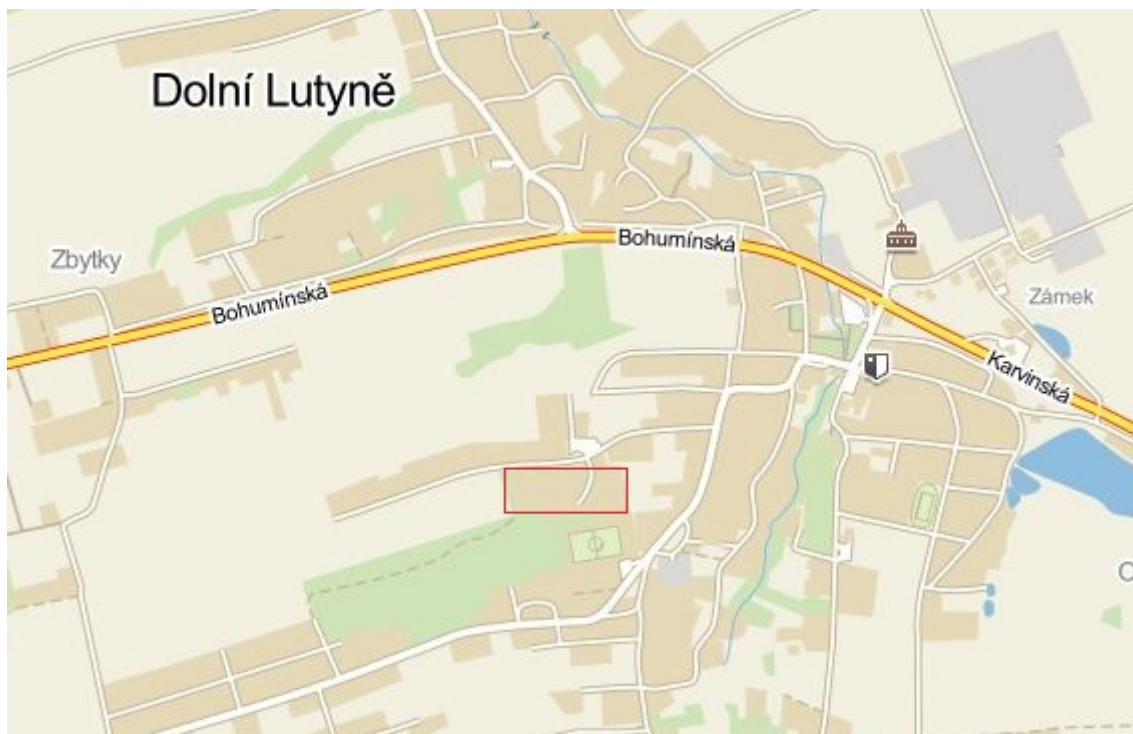 Dolní Lutyně
Bohumínská
Zbytky
Bohumínská
Zámek
Karvinská